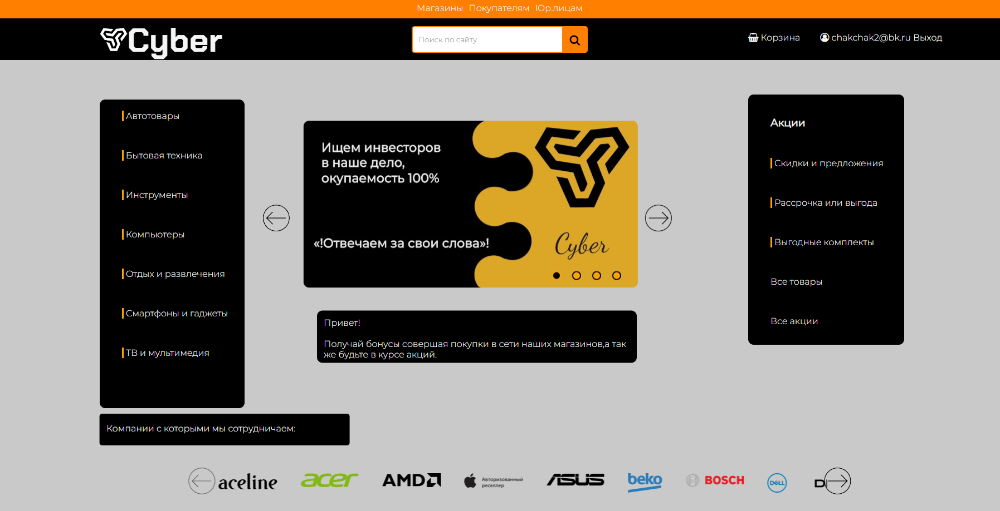 Магазины Покупателям Юр.лицам
Cyber
Поиск по сайту
Корзина
chakchak2@bk.ru Выход
Автотовары
Бытовая техника
Инструменты
Компьютеры
Отдых и развлечения
Смартфоны и гаджеты
ТВ и мультимедия
Ищем инвесторов
в наше дело,
окупаемость 100%
«!Отвечаем за свои слова»!
Cyber
Привет!
Получай бонусы совершая покупки в сети наших магазинов,а так
же будьте в курсе акций.
Акции
Скидки и предложения
Рассрочка или выгода
Выгодные комплекты
Все товары
Все акции
Компании с которыми мы сотрудничаем:
aceline
acer
AMD
Авторизованный
реселлер
ASUS
beko
BOSCH
DELL